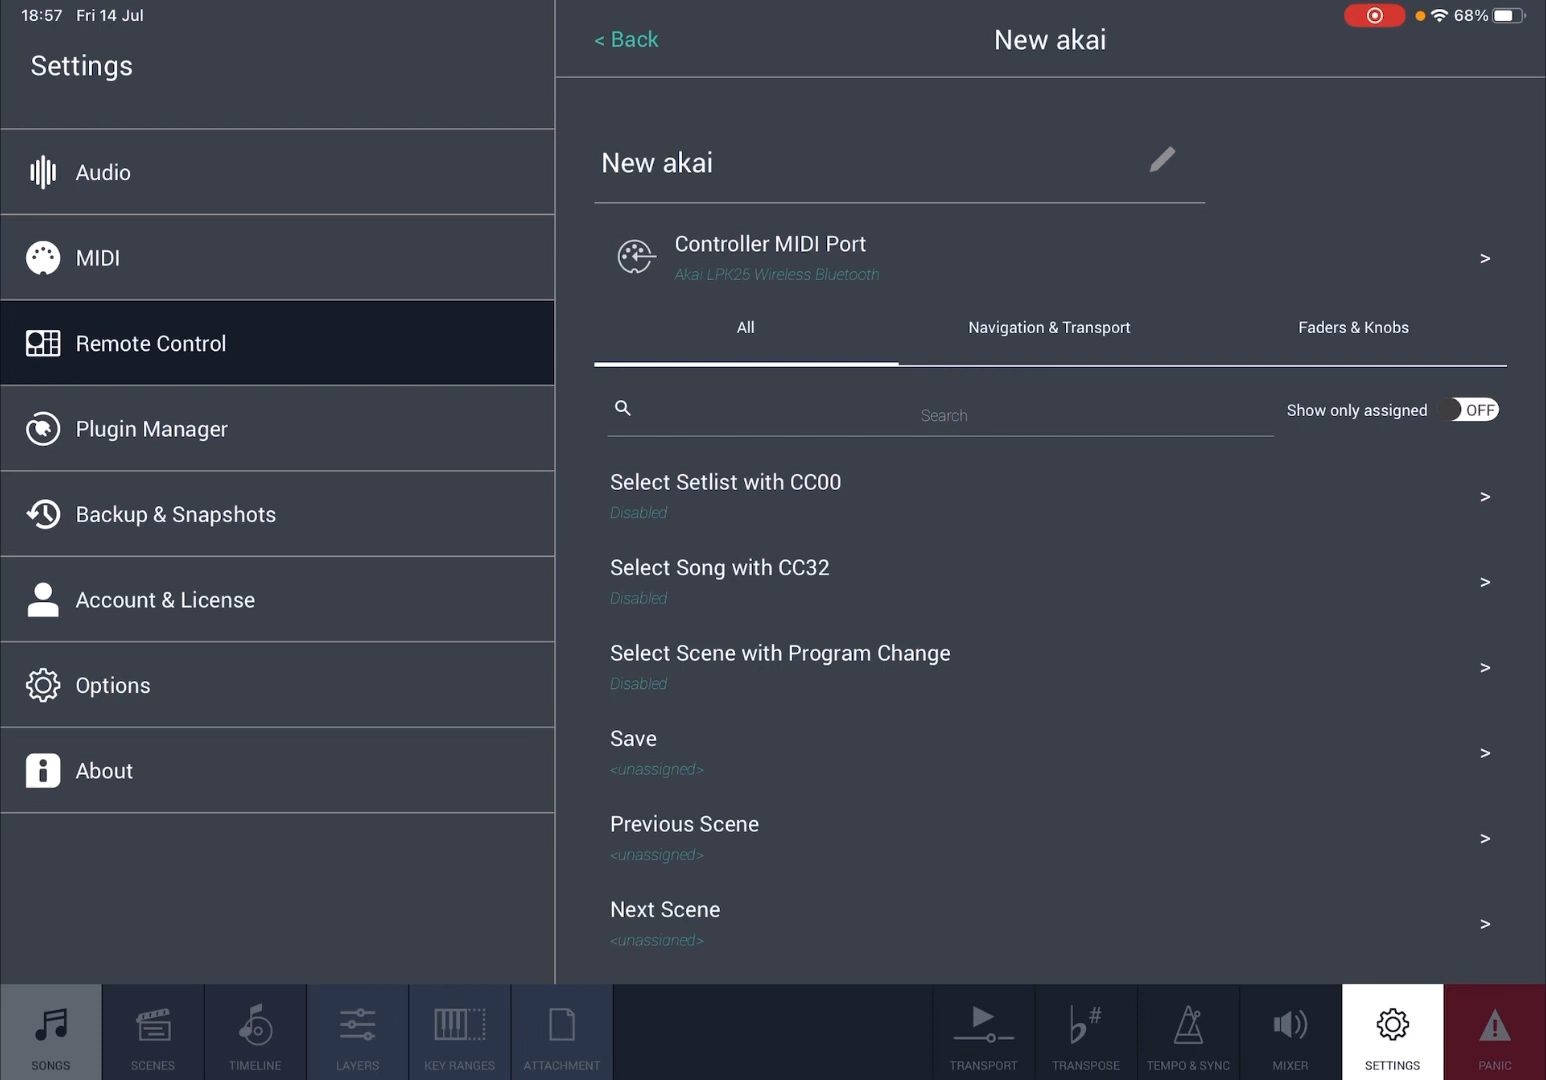 18:57 Fri 14 Jul
68%
Settings
Audio
MIDI
Remote Control
Plugin Manager
Backup & Snapshots
Account & License
Options
About
< Back
New akai
New akai
Controller MIDI Port
Akai LPK25 Wireless Bluetooth
>
All
Navigation & Transport
Faders & Knobs
Search
Show only assigned
OFF
Select Setlist with CC00
Disabled
>
Select Song with CC32
Disabled
>
Select Scene with Program Change
Disabled
>
Save
<unassigned>
>
Previous Scene
<unassigned>
>
Next Scene
<unassigned>
>
SONGS
SCENES
TIMELINE
LAYERS
KEY RANGES
ATTACHMENT
TRANSPORT
TRANSPOSE
TEMPO & SYNC
MIXER
SETTINGS
PANIC